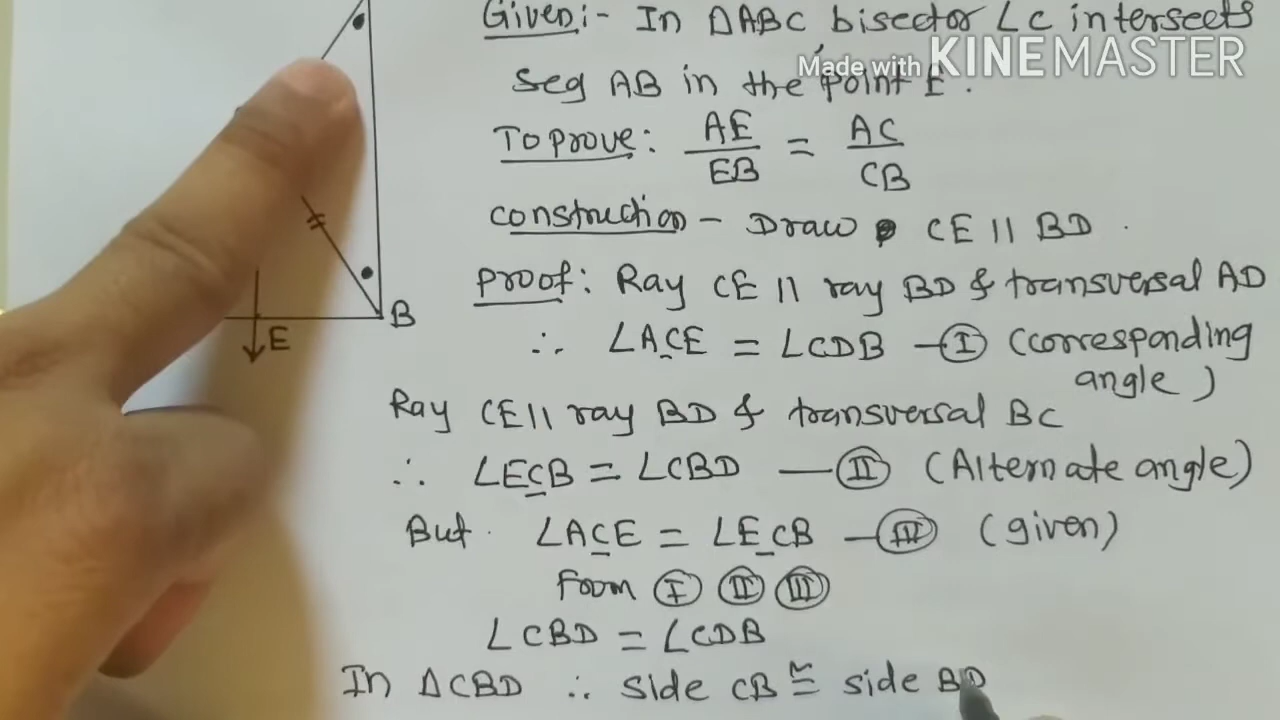 Given:- In ΔABC bisector ∠C intersects
Made with KINEMASTER
seg AB in the point E.
To prove: AE/EB = AC/CB
construction - Draw CE || BD.
proof: Ray CE || ray BD & transversal AD
∴ ∠ACE = ∠CDB —Ⓘ (corresponding
angle)
Ray CE || ray BD & transversal BC
∴ ∠ECB = ∠CBD —(II) (Alternate angle)
But ∠ACE = ∠ECB —(III) (given)
From (I) (II) (III)
∠CBD = ∠CDB
In ΔCBD ∴ side CB ≅ side BD
B
E